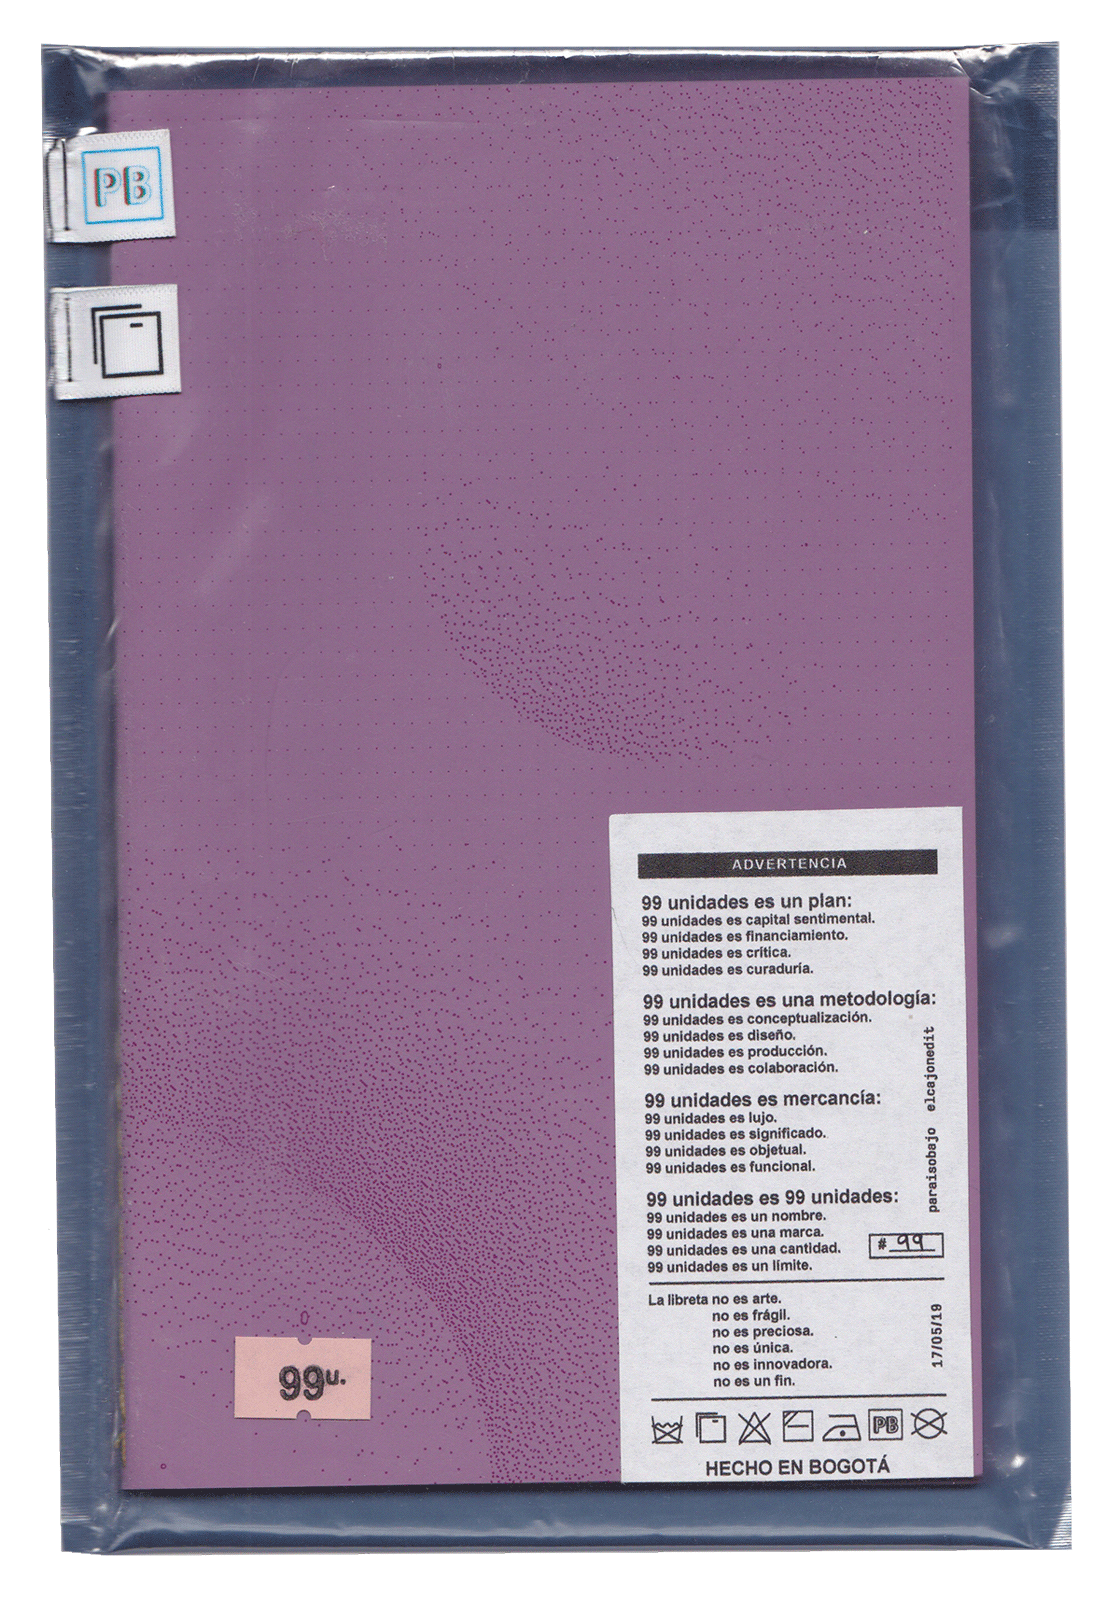 PB
ADVERTENCIA
99 unidades es un plan:
99 unidades es capital sentimental.
99 unidades es financiamiento.
99 unidades es crítica.
99 unidades es curaduría.
99 unidades es una metodología:
99 unidades es conceptualización.
99 unidades es diseño.
99 unidades es producción.
99 unidades es colaboración.
99 unidades es mercancía:
99 unidades es lujo.
99 unidades es significado.
99 unidades es objetual.
99 unidades es funcional.
99 unidades es 99 unidades:
99 unidades es un nombre.
99 unidades es una marca.
99 unidades es una cantidad.
99 unidades es un límite.
# 99
paraisobajo elcajonedit
La libreta no es arte.
no es frágil.
no es preciosa.
no es única.
no es innovadora.
no es un fin.
17/05/19
PB
HECHO EN BOGOTÁ
99u.